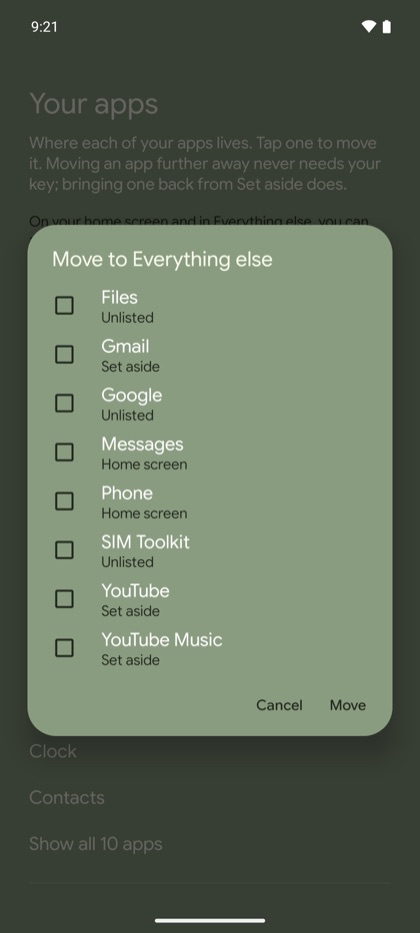 9:21
Your apps
Where each of your apps lives. Tap one to move
it. Moving an app further away never needs your
key; bringing one back from Set aside does.
On your home screen and in Everything else, you can
Move to Everything else
Files
Unlisted
Gmail
Set aside
Google
Unlisted
Messages
Home screen
Phone
Home screen
SIM Toolkit
Unlisted
YouTube
Set aside
YouTube Music
Set aside
Cancel Move
Clock
Contacts
Show all 10 apps